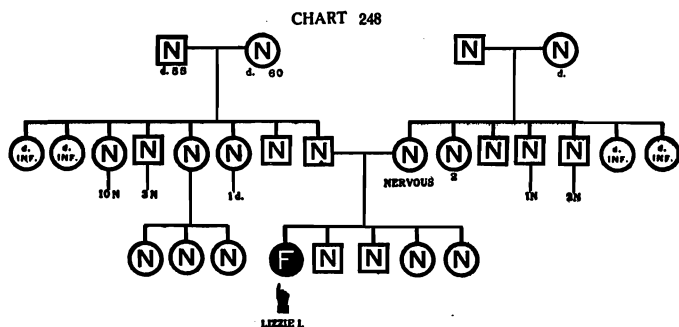 CHART 248
N N N N
d. 88 d. 60 d.
d. INF. d. INF. N N N N N N N N N N N d. INF. d. INF.
10 N 3 N 1 d. NERVOUS 2 1N 3N
N N N F N N N N
LIZZIE L.